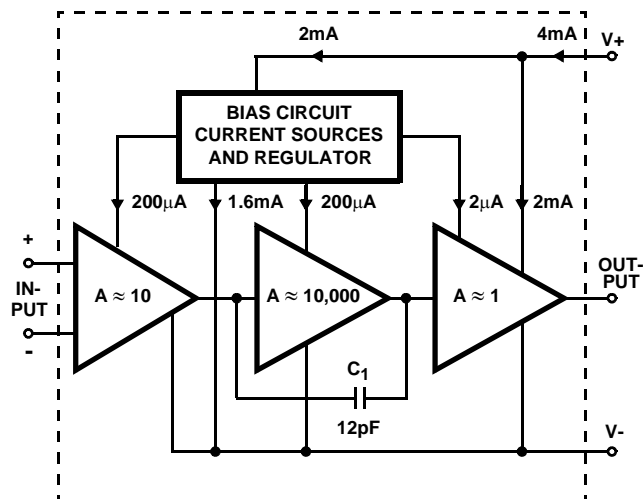 2mA
4mA
V+
BIAS CIRCUIT
CURRENT SOURCES
AND REGULATOR
200μA
1.6mA
200μA
2μA
2mA
+
IN-
PUT
-
A ≈ 10
A ≈ 10,000
A ≈ 1
OUT-
PUT
C1
12pF
V-